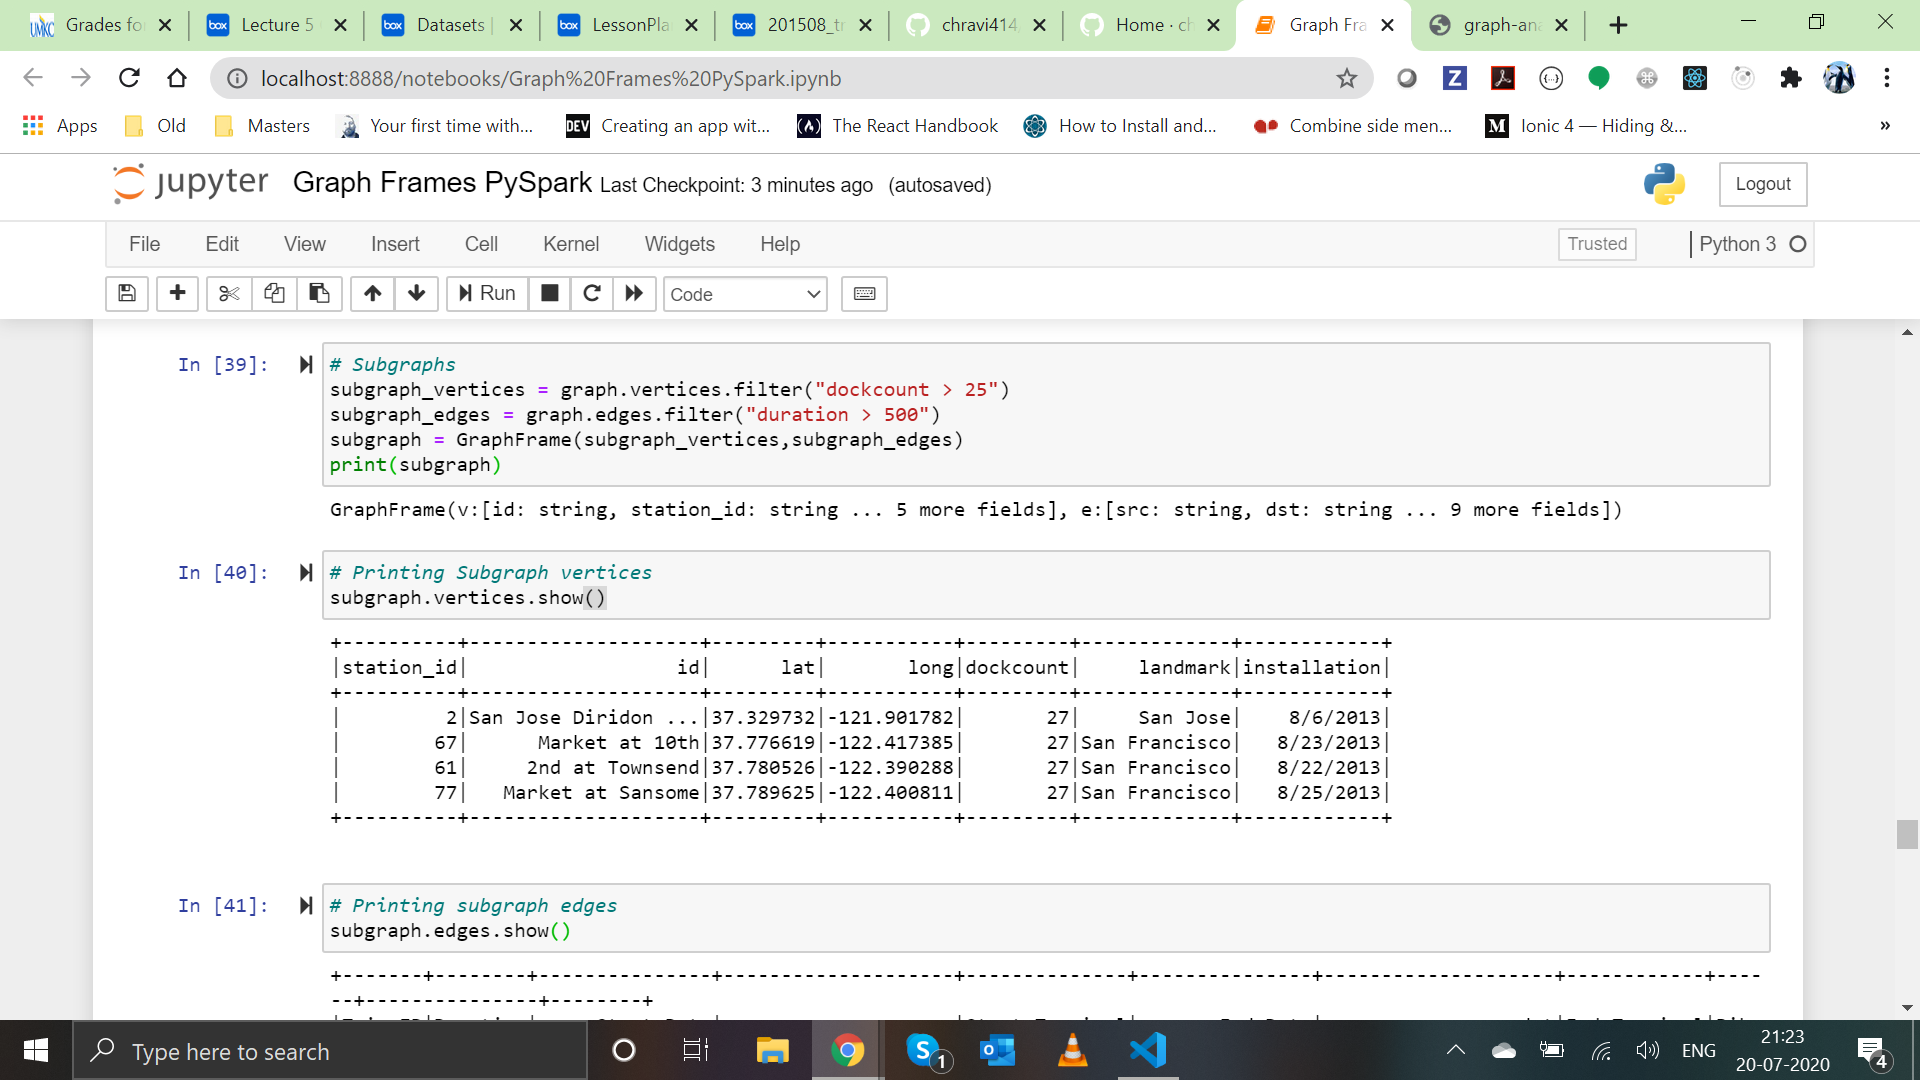 Grades fo
Lecture 5
Datasets |
LessonPla
201508_tr
chravi414
Home · ch
Graph Fra
graph-ana
localhost:8888/notebooks/Graph%20Frames%20PySpark.ipynb
Apps
Old
Masters
Your first time with...
DEV
Creating an app wit...
The React Handbook
How to Install and...
Combine side men...
Ionic 4 — Hiding &...
»
jupyter
Graph Frames PySpark Last Checkpoint: 3 minutes ago (autosaved)
Logout
File
Edit
View
Insert
Cell
Kernel
Widgets
Help
Trusted
Python 3
Run
Code
In [39]:
# Subgraphs
subgraph_vertices = graph.vertices.filter("dockcount > 25")
subgraph_edges = graph.edges.filter("duration > 500")
subgraph = GraphFrame(subgraph_vertices,subgraph_edges)
print(subgraph)
GraphFrame(v:[id: string, station_id: string ... 5 more fields], e:[src: string, dst: string ... 9 more fields])
In [40]:
# Printing Subgraph vertices
subgraph.vertices.show()
+----------+--------------------+---------+-----------+---------+-------------+------------+
|station_id|                  id|      lat|       long|dockcount|     landmark|installation|
+----------+--------------------+---------+-----------+---------+-------------+------------+
|         2|San Jose Diridon ...|37.329732|-121.901782|       27|     San Jose|    8/6/2013|
|        67|      Market at 10th|37.776619|-122.417385|       27|San Francisco|   8/23/2013|
|        61|     2nd at Townsend|37.780526|-122.390288|       27|San Francisco|   8/22/2013|
|        77|   Market at Sansome|37.789625|-122.400811|       27|San Francisco|   8/25/2013|
+----------+--------------------+---------+-----------+---------+-------------+------------+
In [41]:
# Printing subgraph edges
subgraph.edges.show()
+-------+--------+---------------+--------------------+--------------+---------------+--------------------+------------+----
--+---------------+--------+
Type here to search
ENG
21:23
20-07-2020
1
4